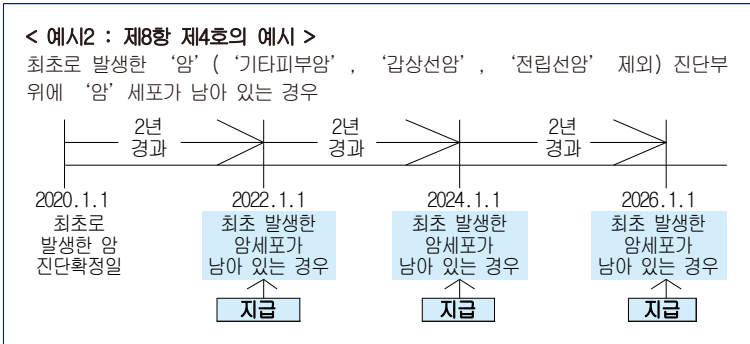 < 예시2 : 제8항 제4호의 예시 >
최초로 발생한 ‘암’(‘기타피부암’, ‘갑상선암’, ‘전립선암’ 제외) 진단부
위에 ‘암’세포가 남아 있는 경우
2년 2년 2년
경과 경과 경과
2020.1.1 2022.1.1 2024.1.1 2026.1.1
최초로 최초 발생한 최초 발생한 최초 발생한
발생한 암 암세포가 암세포가 암세포가
진단확정일 남아 있는 경우 남아 있는 경우 남아 있는 경우
지급 지급 지급